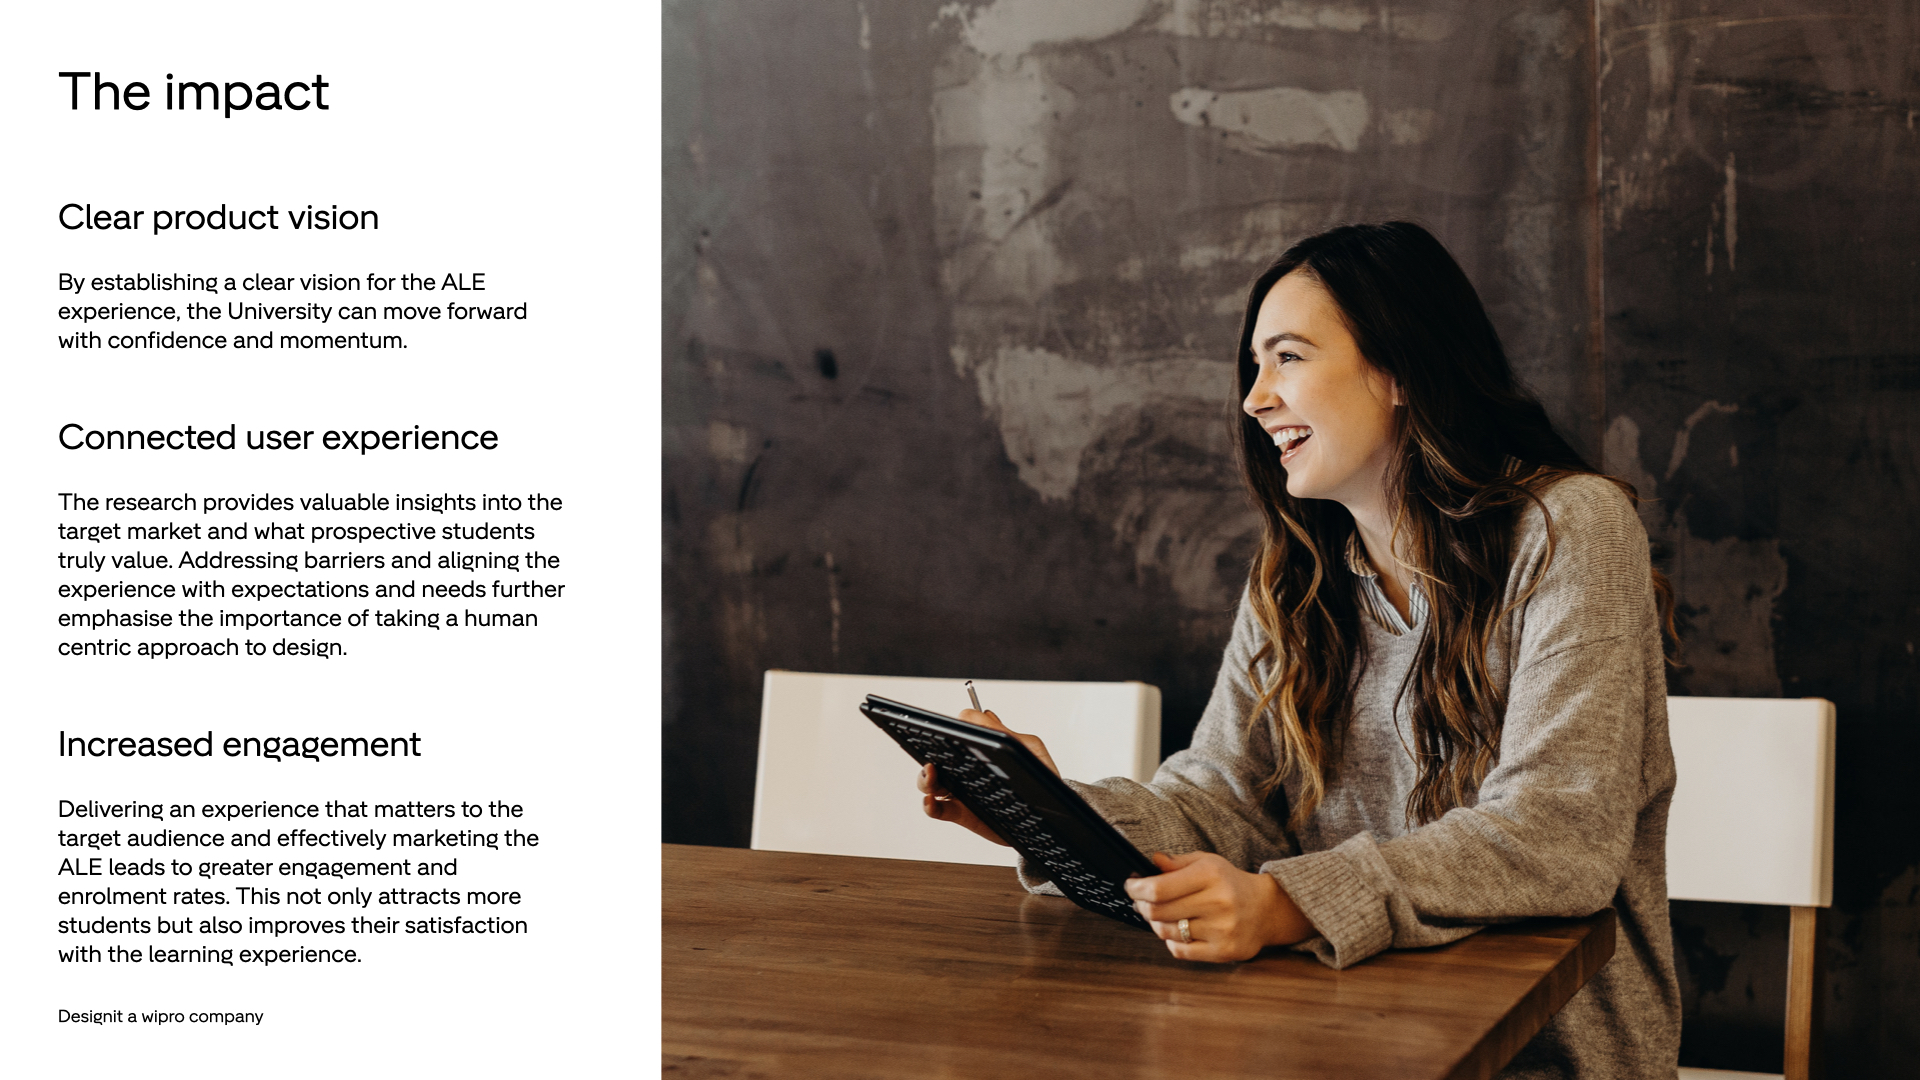 The impact
Clear product vision
By establishing a clear vision for the ALE
experience, the University can move forward
with confidence and momentum.
Connected user experience
The research provides valuable insights into the
target market and what prospective students
truly value. Addressing barriers and aligning the
experience with expectations and needs further
emphasise the importance of taking a human
centric approach to design.
Increased engagement
Delivering an experience that matters to the
target audience and effectively marketing the
ALE leads to greater engagement and
enrolment rates. This not only attracts more
students but also improves their satisfaction
with the learning experience.
Designit a wipro company